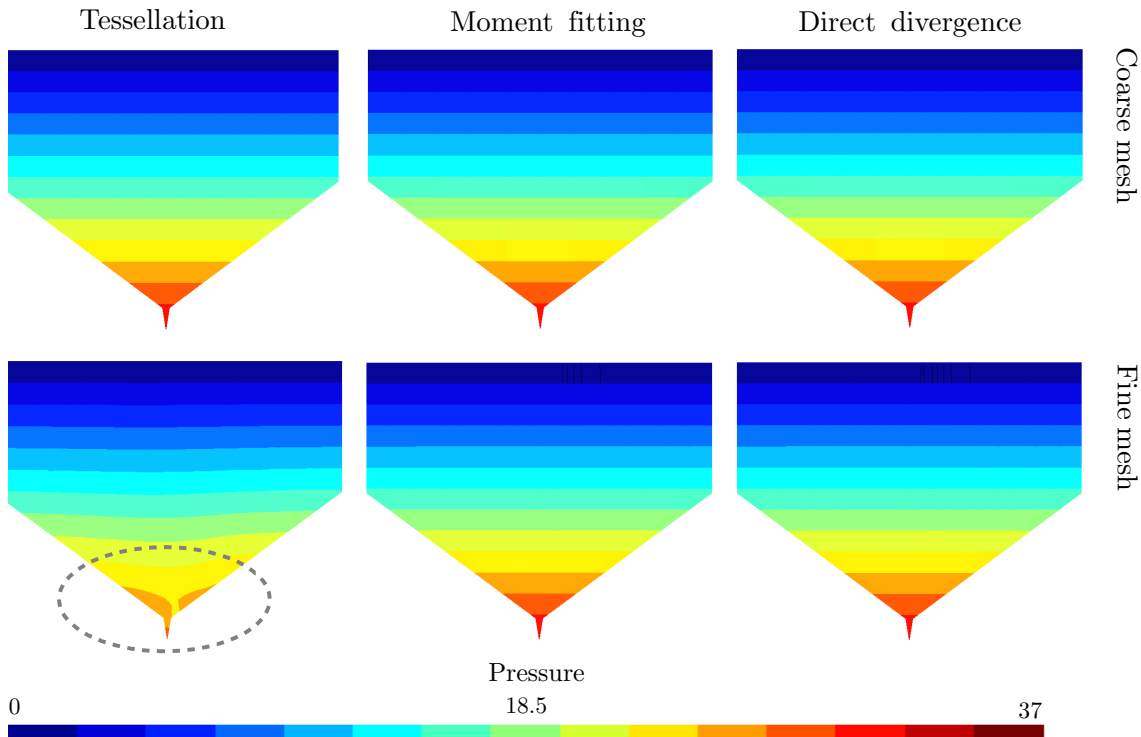 Tessellation
Moment fitting
Direct divergence
Coarse mesh
Fine mesh
Pressure
0
18.5
37